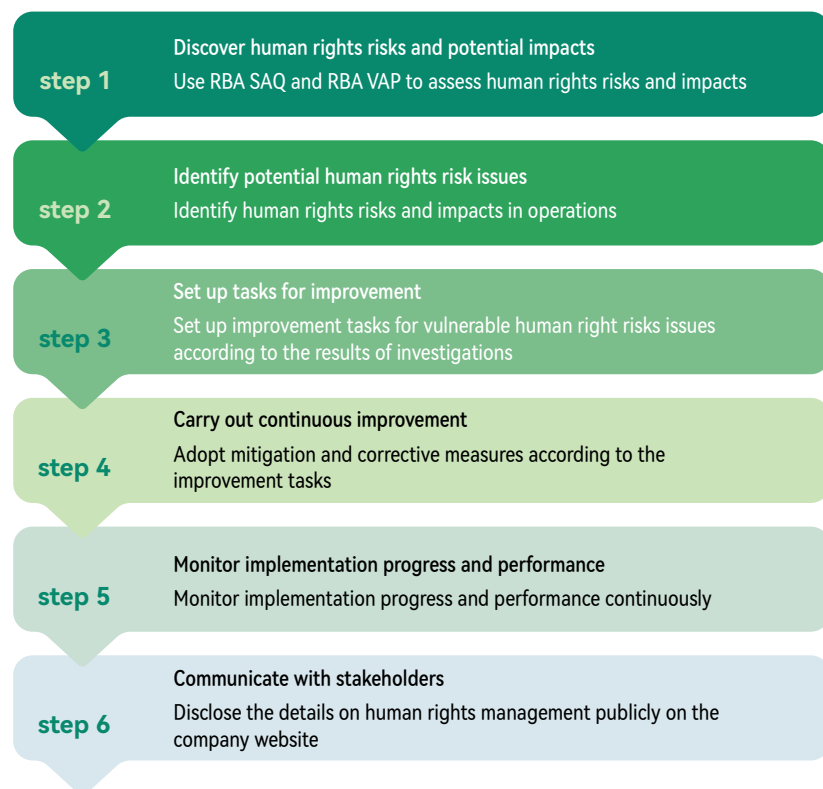 step 1
Discover human rights risks and potential impacts
Use RBA SAQ and RBA VAP to assess human rights risks and impacts
step 2
Identify potential human rights risk issues
Identify human rights risks and impacts in operations
step 3
Set up tasks for improvement
Set up improvement tasks for vulnerable human right risks issues
according to the results of investigations
step 4
Carry out continuous improvement
Adopt mitigation and corrective measures according to the
improvement tasks
step 5
Monitor implementation progress and performance
Monitor implementation progress and performance continuously
step 6
Communicate with stakeholders
Disclose the details on human rights management publicly on the
company website